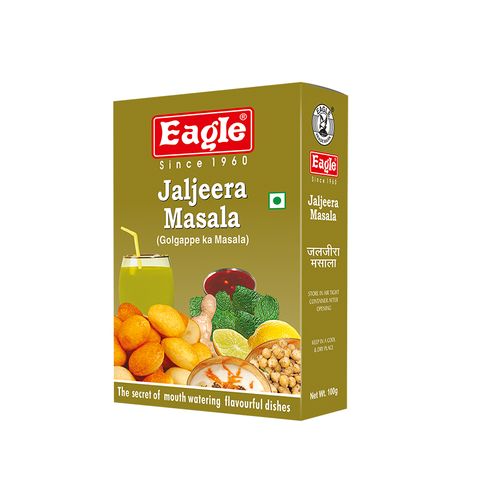 Eagle®
Since 1960
Jaljeera
Masala
(Golgappe ka Masala)
The secret of mouth watering flavourful dishes
EAGLE
Eagle®
Since 1960
Jaljeera
Masala
जलजीरा
मसाला
STORE IN AIR TIGHT
CONTAINER AFTER
OPENING
KEEP IN A COOL
& DRY PLACE
Net Wt. 100g